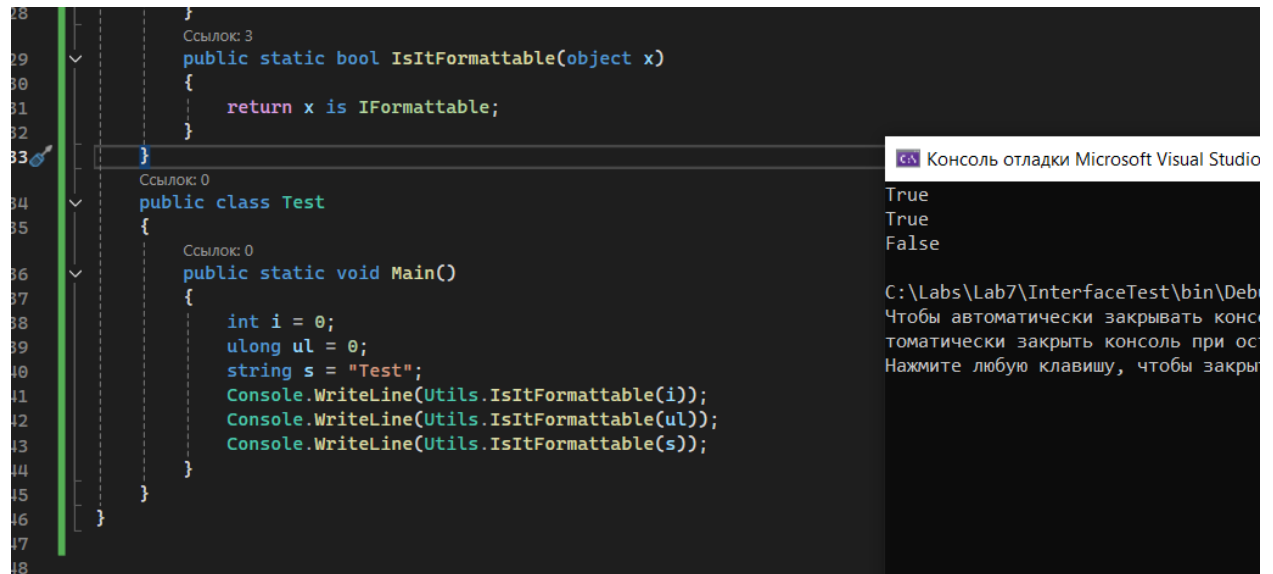 28 }
Ссылок: 3
29 public static bool IsItFormattable(object x)
30 {
31 return x is IFormattable;
32 }
33 }
Ссылок: 0
34 public class Test
35 {
Ссылок: 0
36 public static void Main()
37 {
38 int i = 0;
39 ulong ul = 0;
40 string s = "Test";
41 Console.WriteLine(Utils.IsItFormattable(i));
42 Console.WriteLine(Utils.IsItFormattable(ul));
43 Console.WriteLine(Utils.IsItFormattable(s));
44 }
45 }
46 }
47
48
Консоль отладки Microsoft Visual Studio
True
True
False
C:\Labs\Lab7\InterfaceTest\bin\Deb
Чтобы автоматически закрывать консо
томатически закрыть консоль при ост
Нажмите любую клавишу, чтобы закрыт